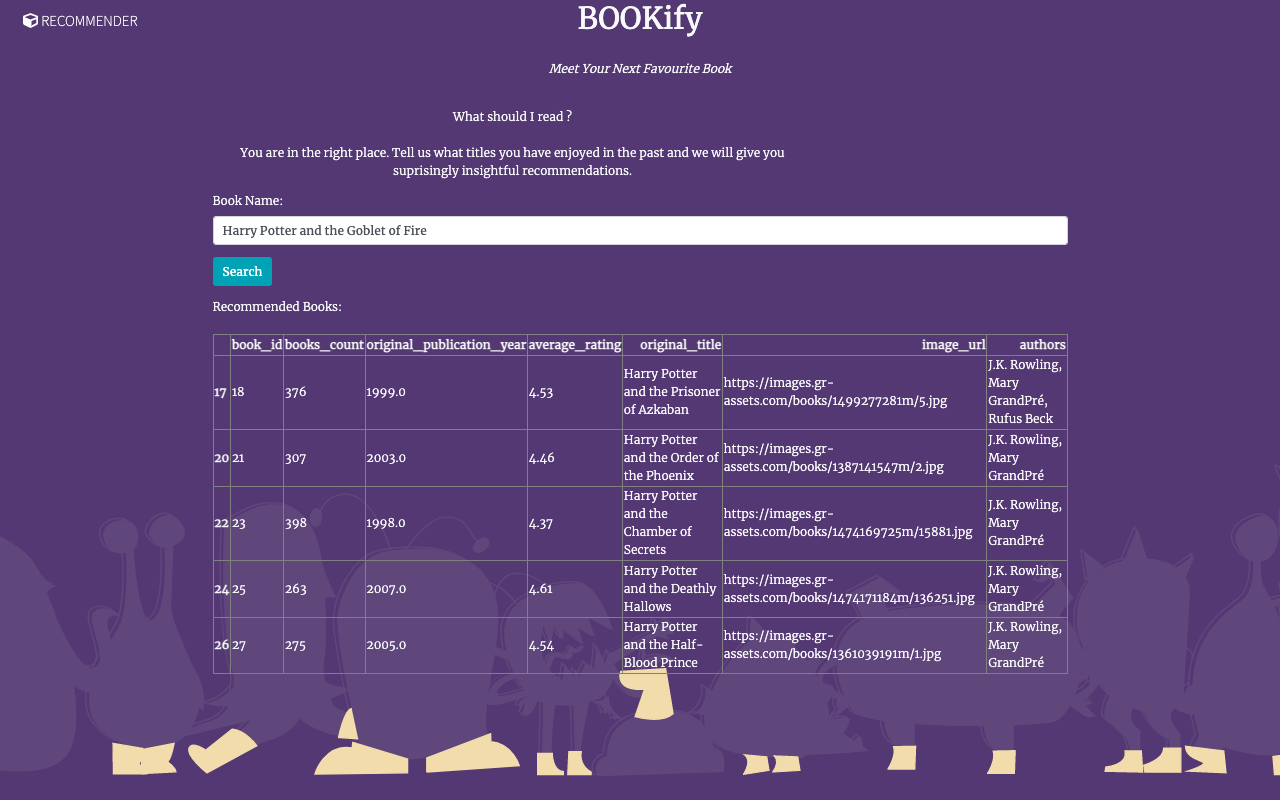 RECOMMENDER
BOOKify
Meet Your Next Favourite Book
What should I read ?
You are in the right place. Tell us what titles you have enjoyed in the past and we will give you
suprisingly insightful recommendations.
Book Name:
Harry Potter and the Goblet of Fire
Search
Recommended Books:
book_id books_count original_publication_year average_rating original_title image_url authors
17 18 376 1999.0 4.53
Harry Potter
and the Prisoner
of Azkaban
https://images.gr-
assets.com/books/1499277281m/5.jpg
J.K. Rowling,
Mary
GrandPré,
Rufus Beck
20 21 307 2003.0 4.46
Harry Potter
and the Order of
the Phoenix
https://images.gr-
assets.com/books/1387141547m/2.jpg
J.K. Rowling,
Mary
GrandPré
22 23 398 1998.0 4.37
Harry Potter
and the
Chamber of
Secrets
https://images.gr-
assets.com/books/1474169725m/15881.jpg
J.K. Rowling,
Mary
GrandPré
24 25 263 2007.0 4.61
Harry Potter
and the Deathly
Hallows
https://images.gr-
assets.com/books/1474171184m/136251.jpg
J.K. Rowling,
Mary
GrandPré
26 27 275 2005.0 4.54
Harry Potter
and the Half-
Blood Prince
https://images.gr-
assets.com/books/1361039191m/1.jpg
J.K. Rowling,
Mary
GrandPré